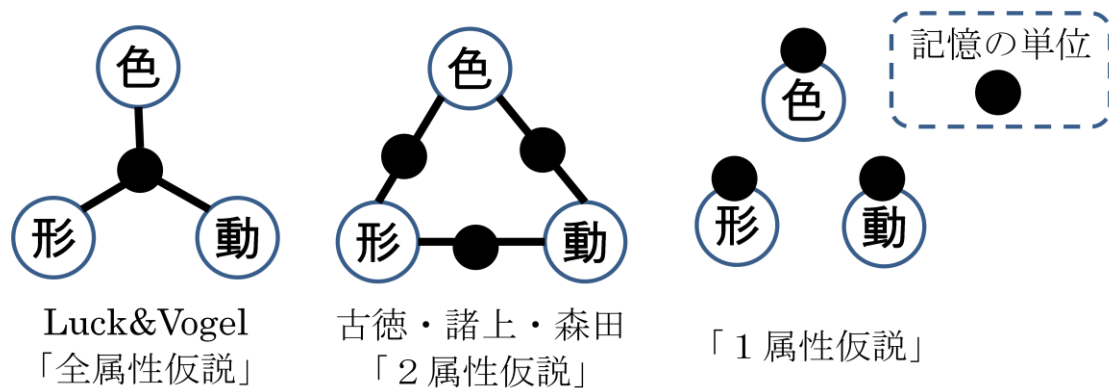 色
形
動
Luck&Vogel
「全属性仮説」
色
形
動
古徳・諸上・森田
「２属性仮説」
色
形
動
「１属性仮説」
記憶の単位